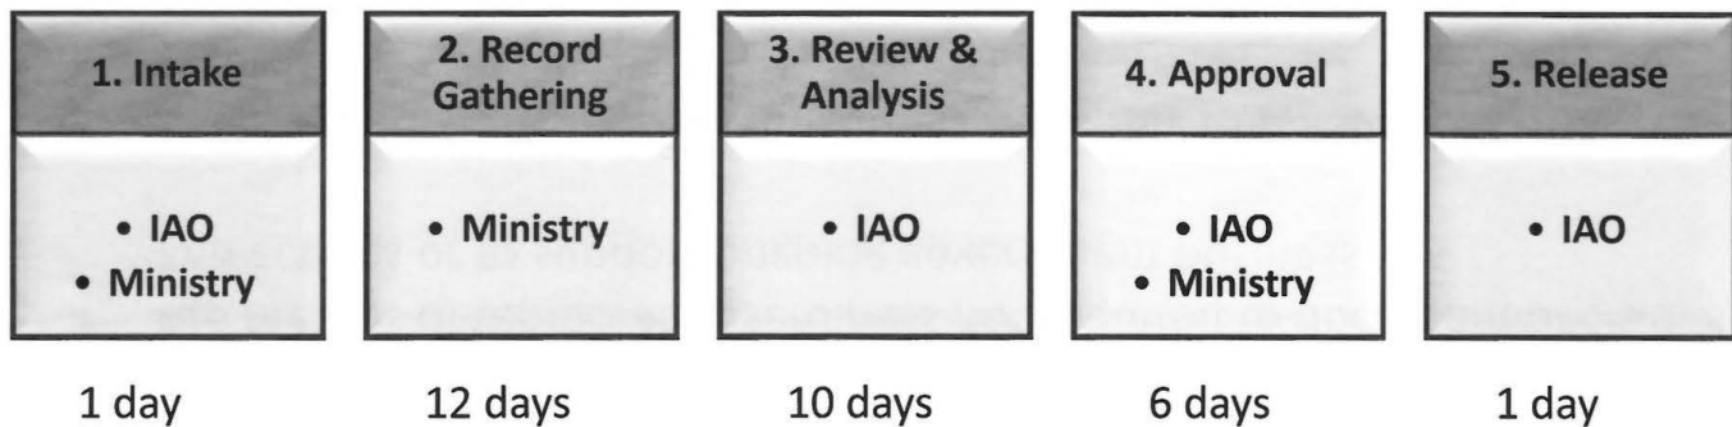 1. Intake
• IAO
• Ministry
1 day
2. Record
Gathering
• Ministry
12 days
3. Review &
Analysis
• IAO
10 days
4. Approval
• IAO
• Ministry
6 days
5. Release
• IAO
1 day